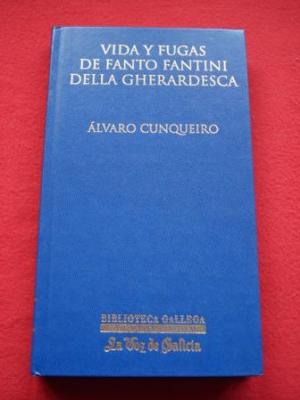 VIDA Y FUGAS
DE FANTO FANTINI
DELLA GHERARDESCA
ÁLVARO CUNQUEIRO
BIBLIOTECA GALLEGA
La Voz de Galicia